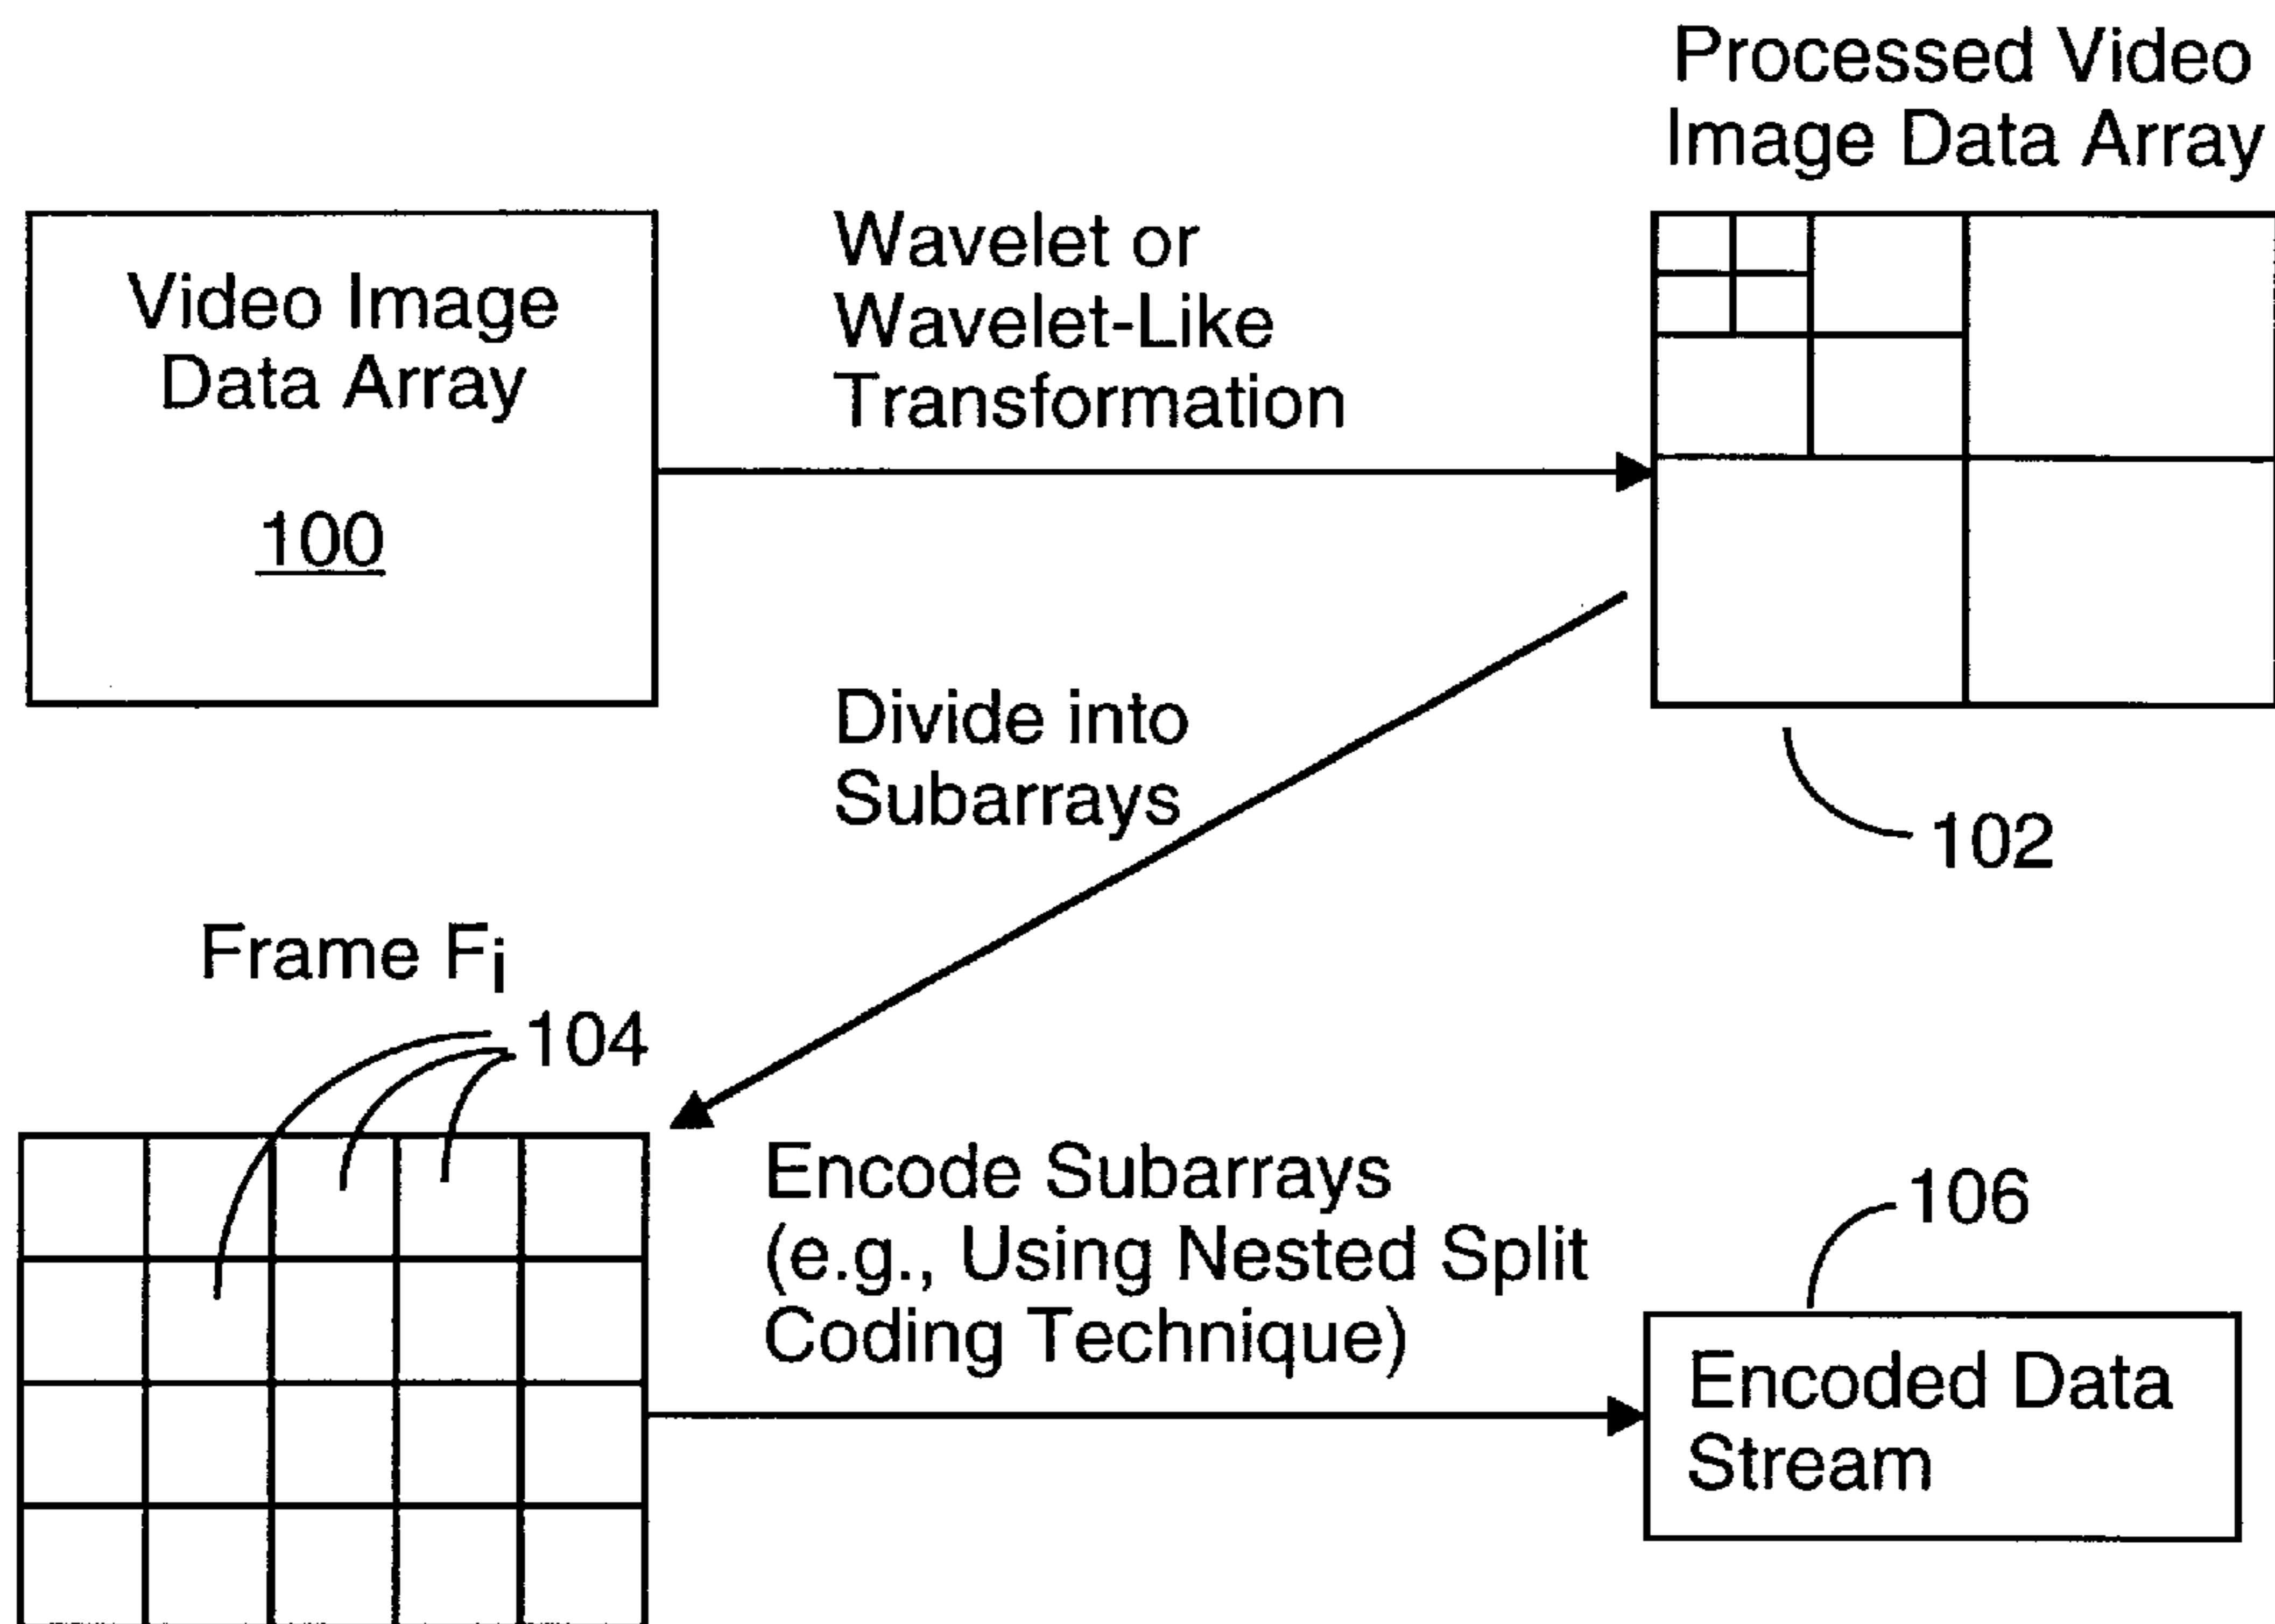 Video Image
Data Array
100
Wavelet or
Wavelet-Like
Transformation
Processed Video
Image Data Array
102
Divide into
Subarrays
Frame Fi
104
Encode Subarrays
(e.g., Using Nested Split
Coding Technique)
106
Encoded Data
Stream